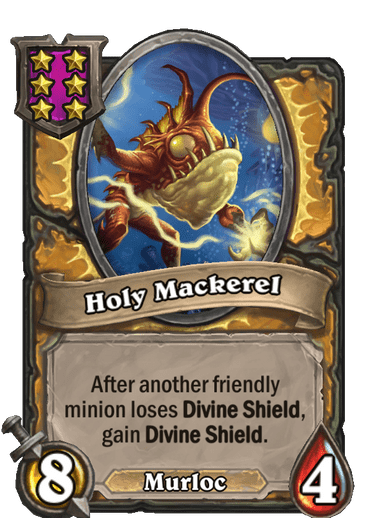 Holy Mackerel
After another friendly
minion loses Divine Shield,
gain Divine Shield.
8
Murloc
4